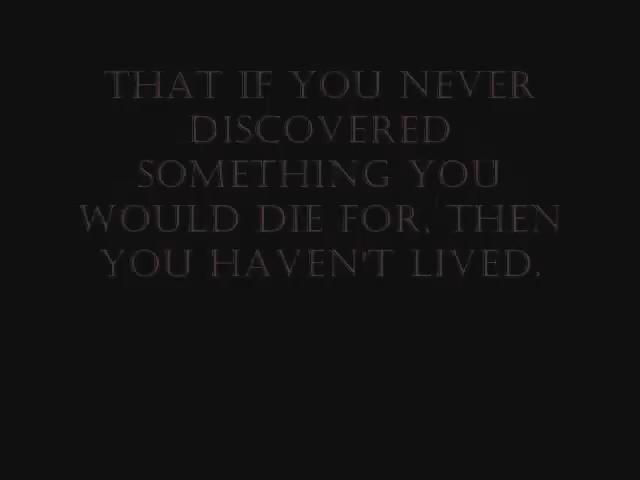 THAT IF YOU NEVER
DISCOVERED
SOMETHING YOU
WOULD DIE FOR, THEN
YOU HAVEN'T LIVED.